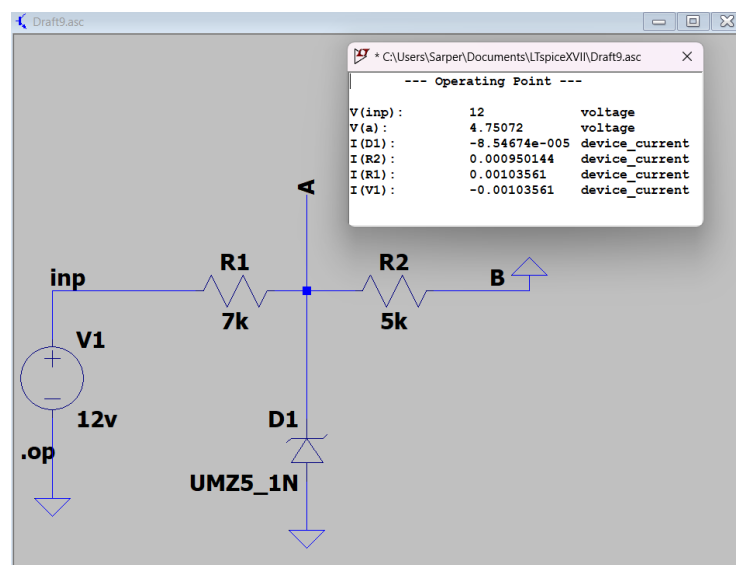 Draft9.asc
* C:\Users\Sarper\Documents\LTspiceXVII\Draft9.asc
--- Operating Point ---
V(inp): 12 voltage
V(a): 4.75072 voltage
I(D1): -8.54674e-005 device_current
I(R2): 0.000950144 device_current
I(R1): 0.00103561 device_current
I(V1): -0.00103561 device_current
A
inp
R1
R2
B
7k
5k
V1
12v
.op
D1
UMZ5_1N